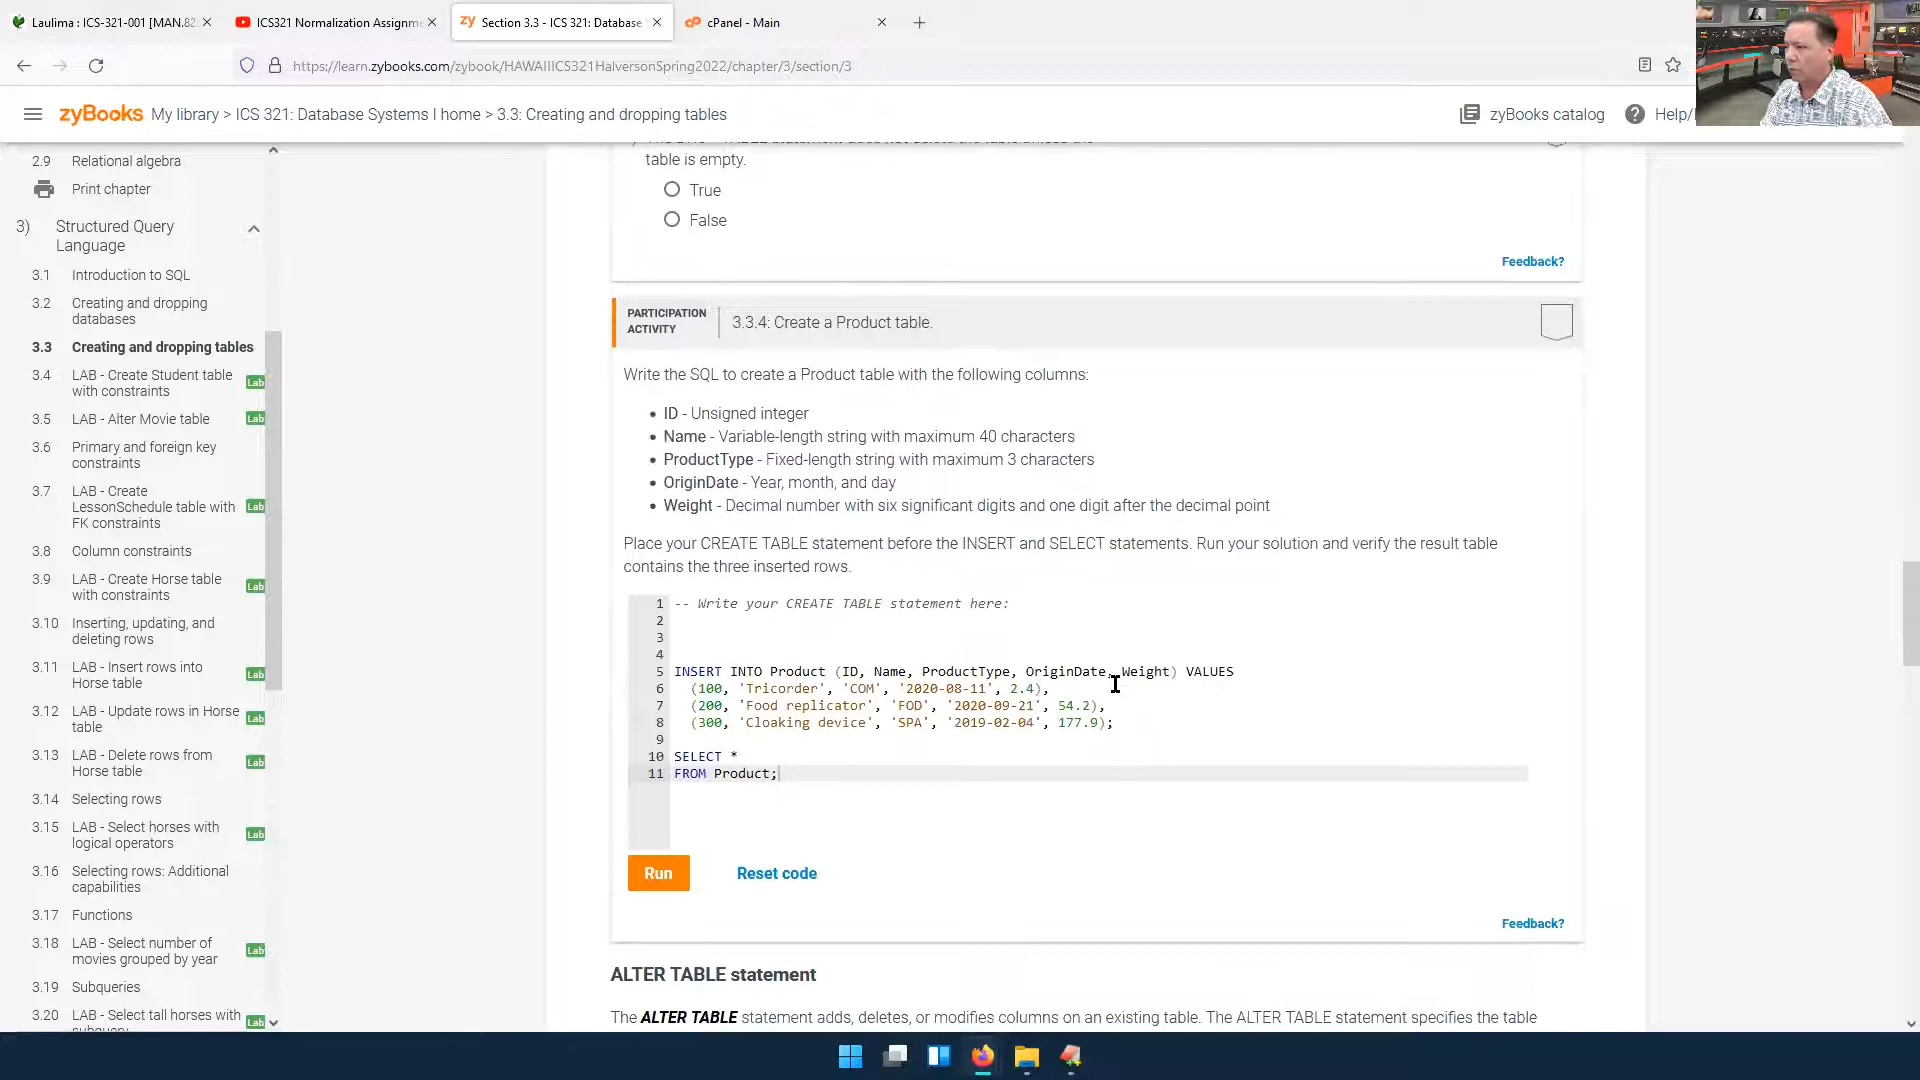 Laulima : ICS-321-001 [MAN.82
ICS321 Normalization Assignm
zy Section 3.3 - ICS 321: Database
cPanel - Main
https://learn.zybooks.com/zybook/HAWAIIICS321HalversonSpring2022/chapter/3/section/3
zyBooks My library > ICS 321: Database Systems I home > 3.3: Creating and dropping tables
zyBooks catalog
Help/
2.9 Relational algebra
Print chapter
3) Structured Query
Language
3.1 Introduction to SQL
3.2 Creating and dropping
databases
3.3 Creating and dropping tables
3.4 LAB - Create Student table
with constraints
Lab
3.5 LAB - Alter Movie table
Lab
3.6 Primary and foreign key
constraints
3.7 LAB - Create
LessonSchedule table with
FK constraints
Lab
3.8 Column constraints
3.9 LAB - Create Horse table
with constraints
Lab
3.10 Inserting, updating, and
deleting rows
3.11 LAB - Insert rows into
Horse table
Lab
3.12 LAB - Update rows in Horse
table
Lab
3.13 LAB - Delete rows from
Horse table
Lab
3.14 Selecting rows
3.15 LAB - Select horses with
logical operators
Lab
3.16 Selecting rows: Additional
capabilities
3.17 Functions
3.18 LAB - Select number of
movies grouped by year
Lab
3.19 Subqueries
3.20 LAB - Select tall horses with
Lab
table is empty.
True
False
Feedback?
PARTICIPATION
ACTIVITY
3.3.4: Create a Product table.
Write the SQL to create a Product table with the following columns:
• ID - Unsigned integer
• Name - Variable-length string with maximum 40 characters
• ProductType - Fixed-length string with maximum 3 characters
• OriginDate - Year, month, and day
• Weight - Decimal number with six significant digits and one digit after the decimal point
Place your CREATE TABLE statement before the INSERT and SELECT statements. Run your solution and verify the result table
contains the three inserted rows.
1 -- Write your CREATE TABLE statement here:
2
3
4
5 INSERT INTO Product (ID, Name, ProductType, OriginDate, Weight) VALUES
6 (100, 'Tricorder', 'COM', '2020-08-11', 2.4),
7 (200, 'Food replicator', 'FOD', '2020-09-21', 54.2),
8 (300, 'Cloaking device', 'SPA', '2019-02-04', 177.9);
9
10 SELECT *
11 FROM Product;
Run
Reset code
Feedback?
ALTER TABLE statement
The ALTER TABLE statement adds, deletes, or modifies columns on an existing table. The ALTER TABLE statement specifies the table